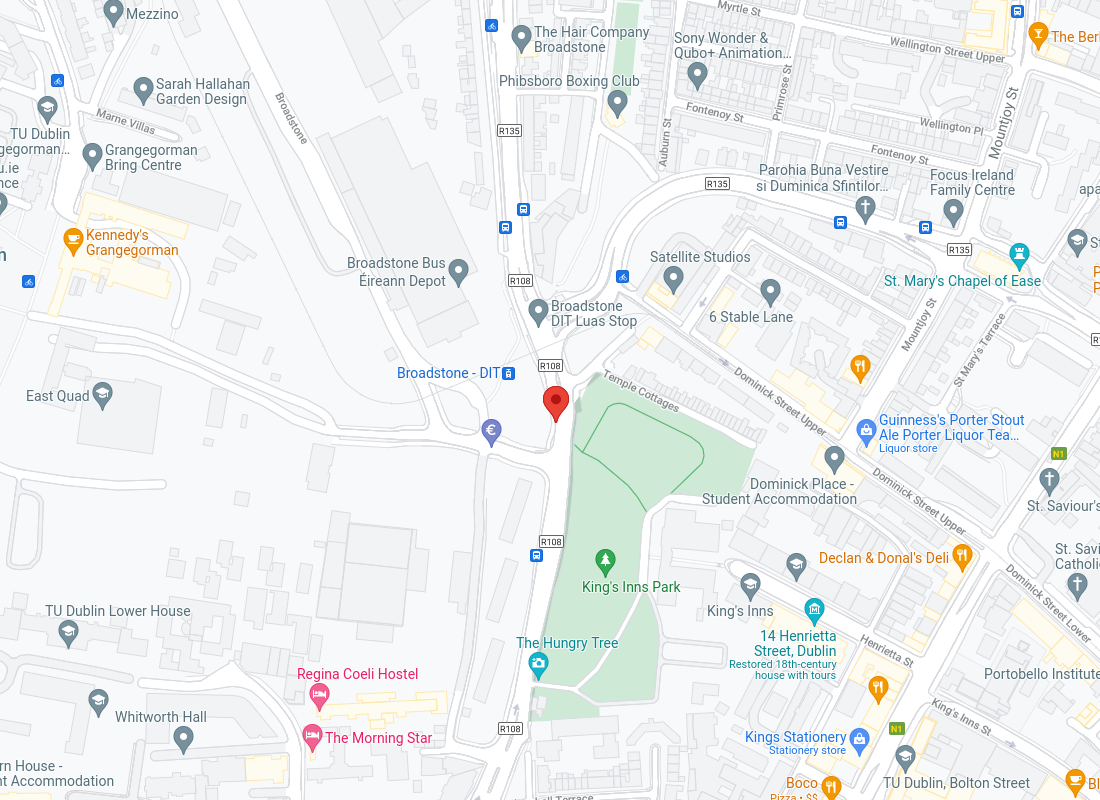 Mezzino
The Hair Company
Broadstone
Sony Wonder &
Qubo+ Animation...
Myrtle St
Wellington Street Upper
The Ber
Phibsboro Boxing Club
Sarah Hallahan
Garden Design
Broadstone
Primrose St
Mountjoy St
Marne Villas
Fontenoy St
Wellington Pl
TU Dublin
gegorman...
R135
Auburn St
Fontenoy St
Grangegorman
Bring Centre
u.ie
nce
Parohia Buna Vestire
si Duminica Sfintilor...
Focus Ireland
Family Centre
R135
apa
Kennedy's
Grangegorman
n
R135
St
Satellite Studios
Broadstone Bus
Éireann Depot
R108
St. Mary's Chapel of Ease
P
P
Broadstone
DIT Luas Stop
6 Stable Lane
Mountjoy St
St.Mary's Terrace
R
R108
Broadstone - DIT
Temple Cottages
Dominick Street Upper
East Quad
€
Guinness's Porter Stout
Ale Porter Liquor Tea...
Liquor store
N1
Dominick Place -
Student Accommodation
Dominick Street Upper
St. Saviour's
R108
Declan & Donal's Deli
St. Savi
Catholi
King's Inns Park
Dominick Street Lower
TU Dublin Lower House
King's Inns
14 Henrietta
Street, Dublin
Restored 18th-century
house with tours
Henrietta St
The Hungry Tree
Regina Coeli Hostel
Portobello Institute
Whitworth Hall
King's Inns St
R108
N1
The Morning Star
Kings Stationery
Stationery store
rn House -
nt Accommodation
TU Dublin, Bolton Street
Boco
Pizza • $$
Bl